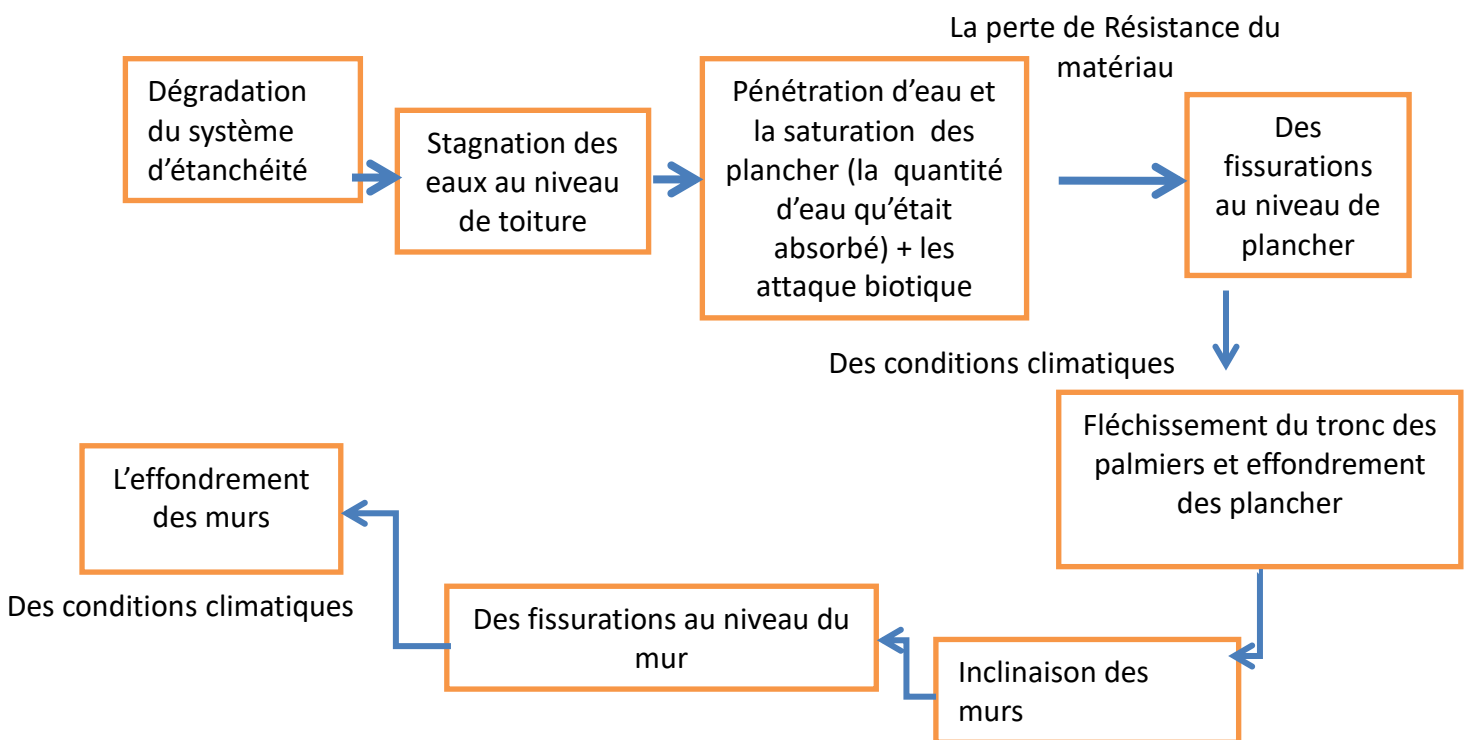 Dégradation
du système
d’étanchéité
Stagnation des
eaux au niveau
de toiture
Pénétration d’eau et
la saturation des
plancher (la quantité
d’eau qu’était
absorbé) + les
attaque biotique
La perte de Résistance du
matériau
Des
fissurations
au niveau de
plancher
Des conditions climatiques
Fléchissement du tronc des
palmiers et effondrement
des plancher
Inclinaison des
murs
Des fissurations au niveau du
mur
L’effondrement
des murs
Des conditions climatiques